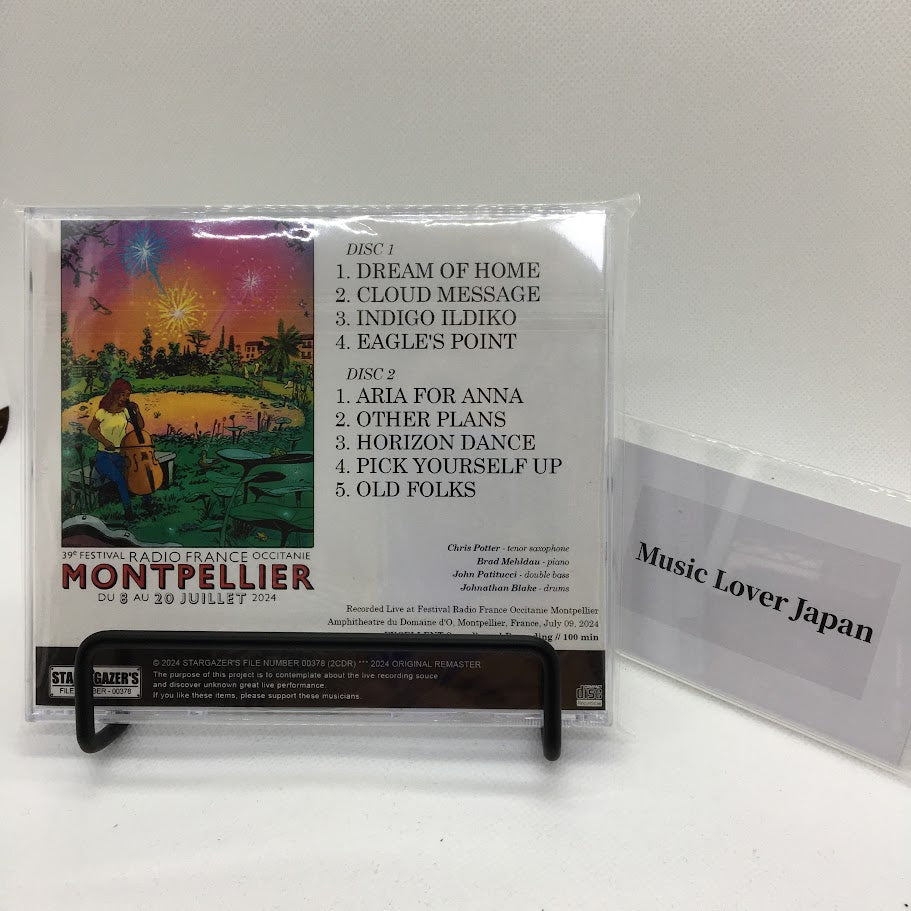 DISC 1
1. DREAM OF HOME
2. CLOUD MESSAGE
3. INDIGO ILDIKO
4. EAGLE'S POINT
DISC 2
1. ARIA FOR ANNA
2. OTHER PLANS
3. HORIZON DANCE
4. PICK YOURSELF UP
5. OLD FOLKS
39e FESTIVAL RADIO FRANCE OCCITANIE
MONTPELLIER
DU 8 AU 20 JUILLET 2024
Chris Potter - tenor saxophone
Brad Mehldau - piano
John Patitucci - double bass
Johnathan Blake - drums
Recorded Live at Festival Radio France Occitanie Montpellier
Amphitheatre du Domaine d'O, Montpellier, France, July 09, 2024
// 100 min
© 2024 STARGAZER'S FILE NUMBER 00378 (2CDR) *** 2024 ORIGINAL REMASTER
The purpose of this project is to contemplate about the live recording souce
and discover unknown great live performance.
If you like these items, please support these musicians.
FILE - 00378
disc
Music Lover Japan